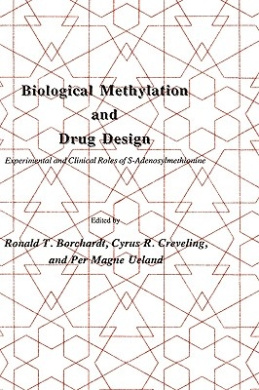 Biological Methylation
and
Drug Design
Experimental and Clinical Roles of S-Adenosylmethionine
Edited by
Ronald T. Borchardt, Cyrus R. Creveling,
and Per Magne Ueland